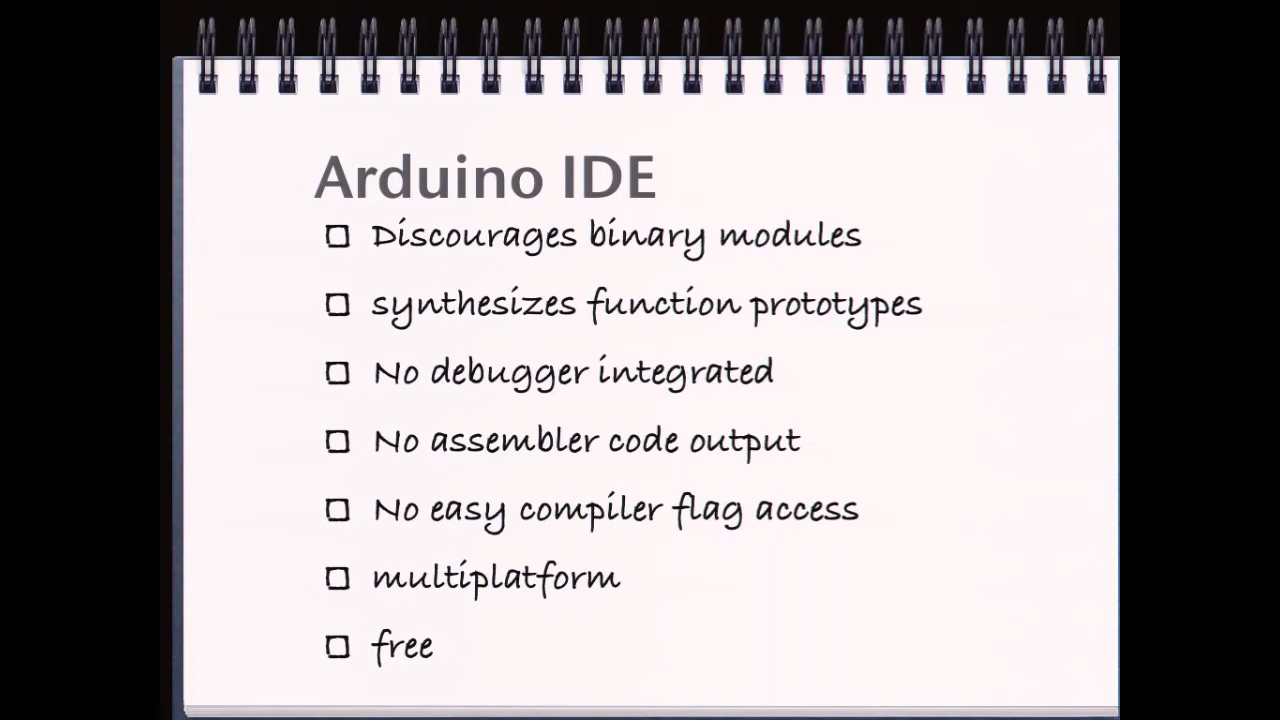 Arduino IDE
Discourages binary modules
synthesizes function prototypes
No debugger integrated
No assembler code output
No easy compiler flag access
multiplatform
free